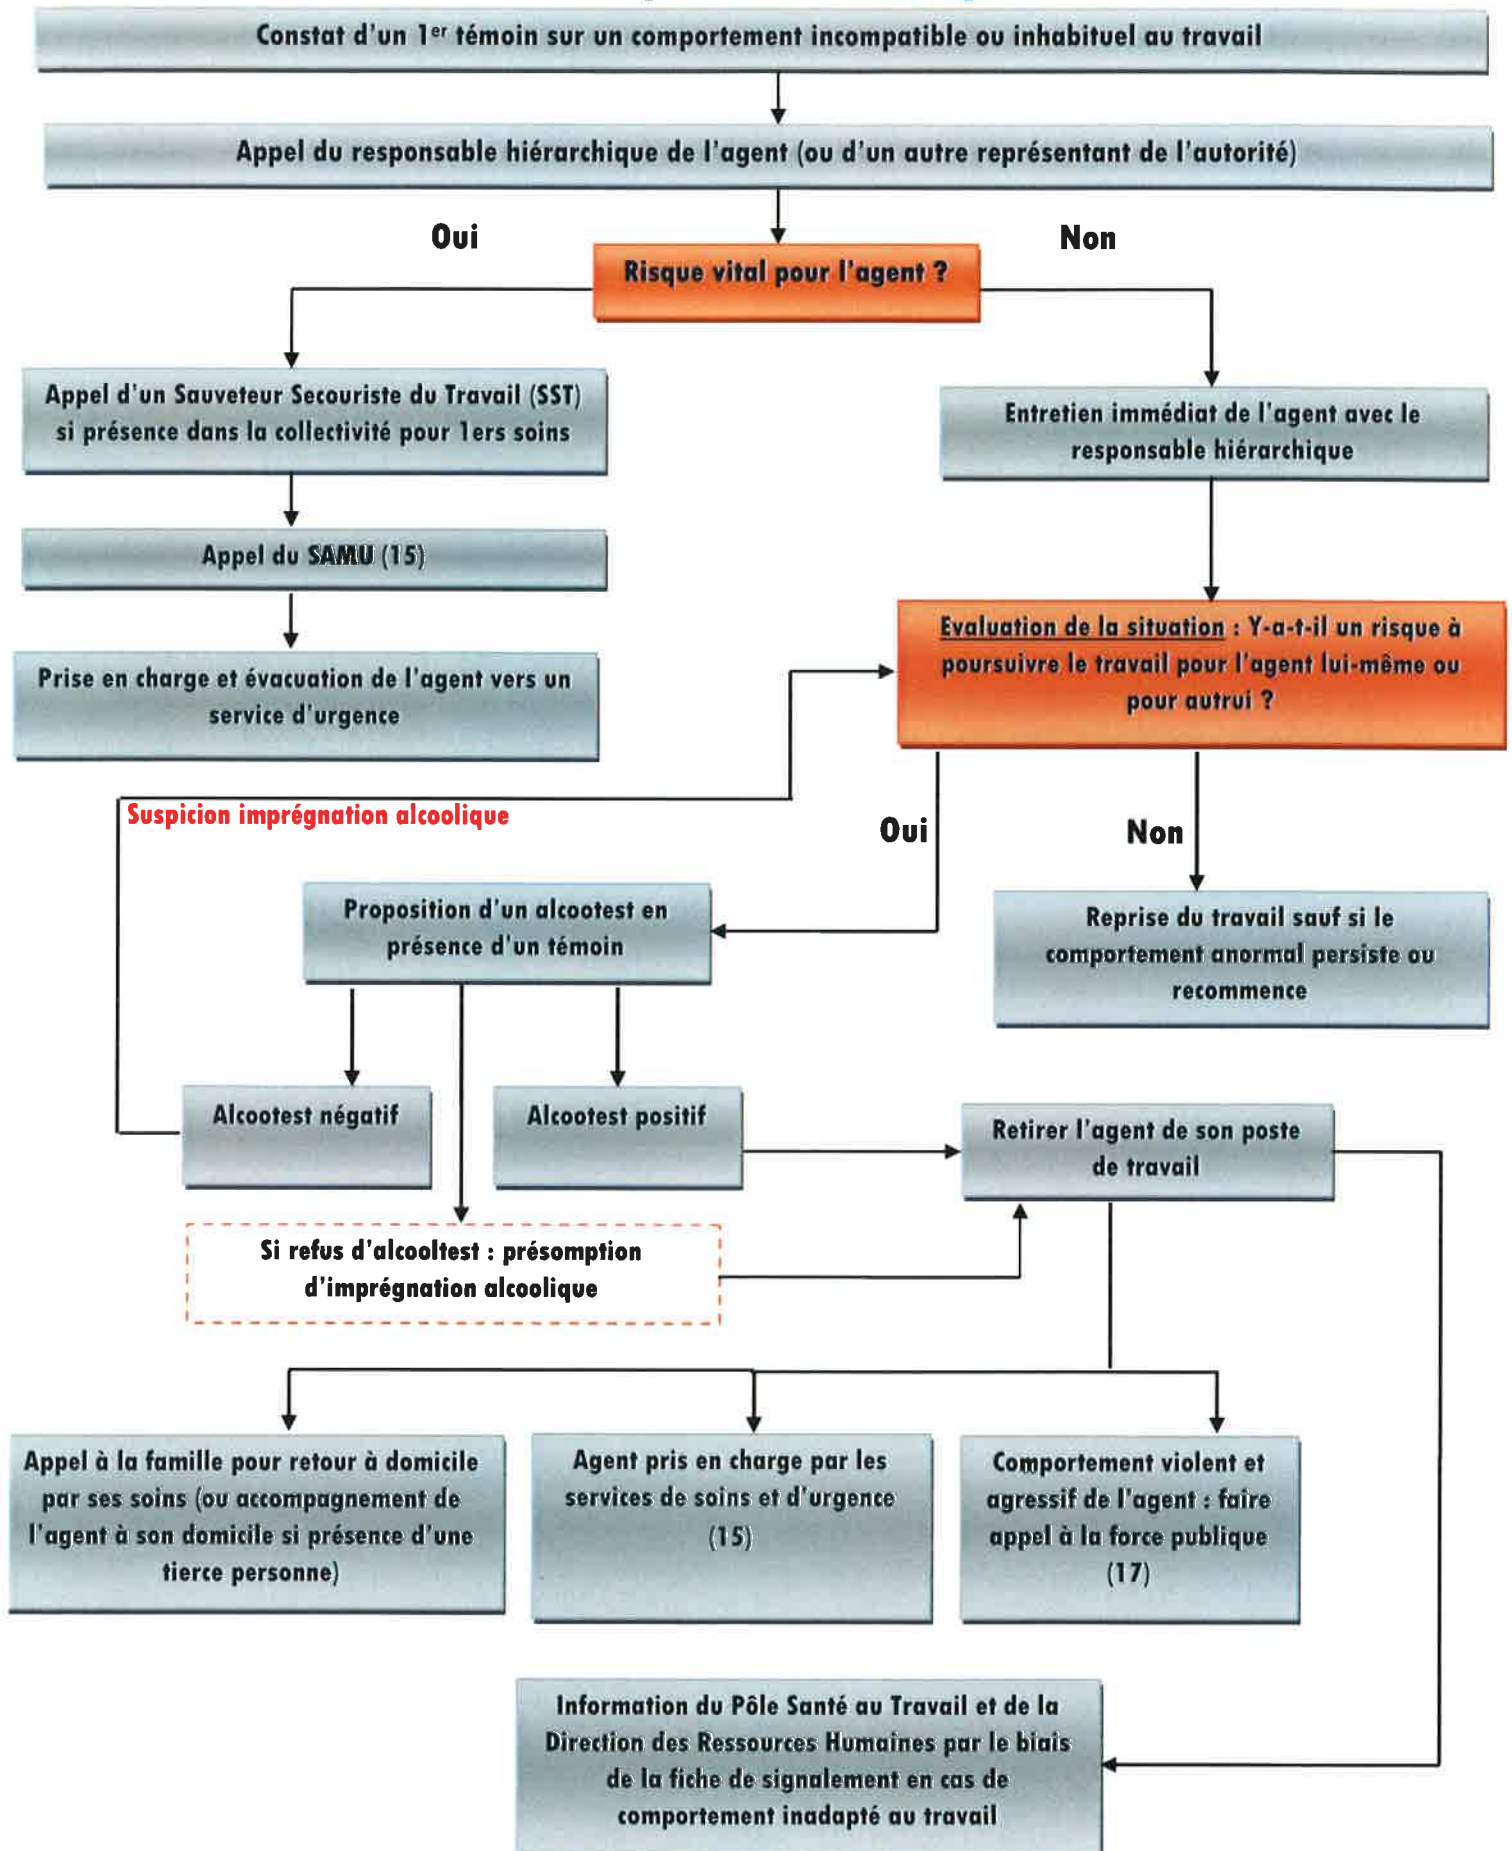 Constat d'un 1er témoin sur un comportement incompatible ou inhabituel au travail
Appel du responsable hiérarchique de l'agent (ou d'un autre représentant de l'autorité)
Oui
Non
Risque vital pour l'agent ?
Appel d'un Sauveteur Secouriste du Travail (SST)
si présence dans la collectivité pour 1ers soins
Entretien immédiat de l'agent avec le
responsable hiérarchique
Appel du SAMU (15)
Prise en charge et évacuation de l'agent vers un
service d'urgence
Evaluation de la situation : Y-a-t-il un risque à
poursuivre le travail pour l'agent lui-même ou
pour autrui ?
Suspicion imprégnation alcoolique
Oui
Non
Proposition d'un alcootest en
présence d'un témoin
Reprise du travail sauf si le
comportement anormal persiste ou
recommence
Alcootest négatif
Alcootest positif
Retirer l'agent de son poste
de travail
Si refus d'alcooltest : présomption
d'imprégnation alcoolique
Appel à la famille pour retour à domicile
par ses soins (ou accompagnement de
l'agent à son domicile si présence d'une
tierce personne)
Agent pris en charge par les
services de soins et d'urgence
(15)
Comportement violent et
agressif de l'agent : faire
appel à la force publique
(17)
Information du Pôle Santé au Travail et de la
Direction des Ressources Humaines par le biais
de la fiche de signalement en cas de
comportement inadapté au travail